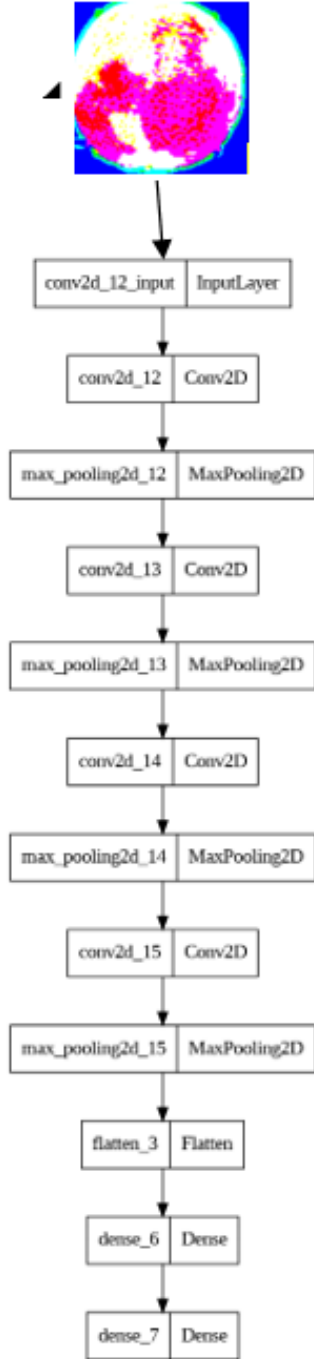 conv2d_12_input InputLayer
conv2d_12 Conv2D
max_pooling2d_12 MaxPooling2D
conv2d_13 Conv2D
max_pooling2d_13 MaxPooling2D
conv2d_14 Conv2D
max_pooling2d_14 MaxPooling2D
conv2d_15 Conv2D
max_pooling2d_15 MaxPooling2D
flatten_3 Flatten
dense_6 Dense
dense_7 Dense